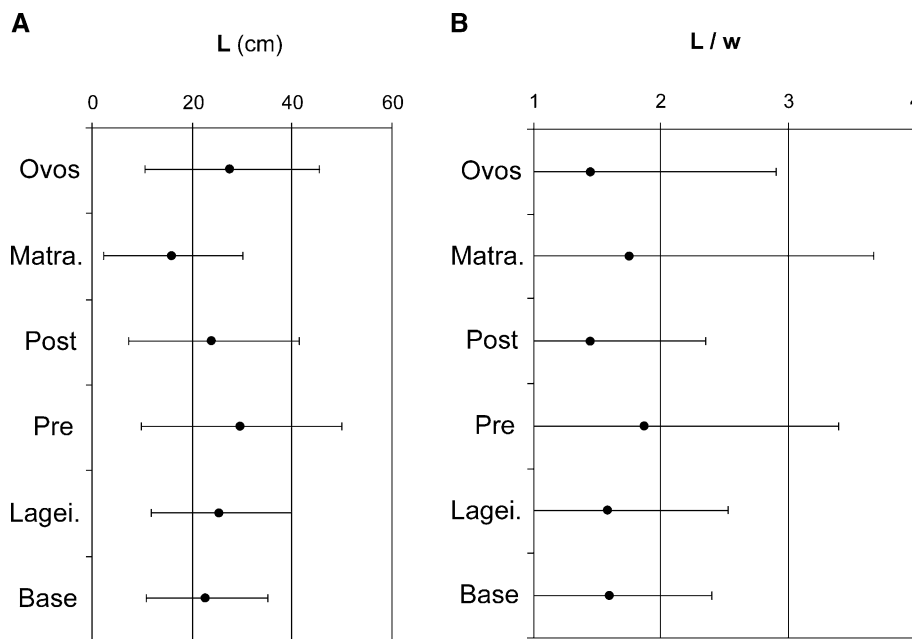 A
L (cm)
0 20 40 60
Ovos
Matra.
Post
Pre
Lagei.
Base
B
L / w
1 2 3 4
Ovos
Matra.
Post
Pre
Lagei.
Base